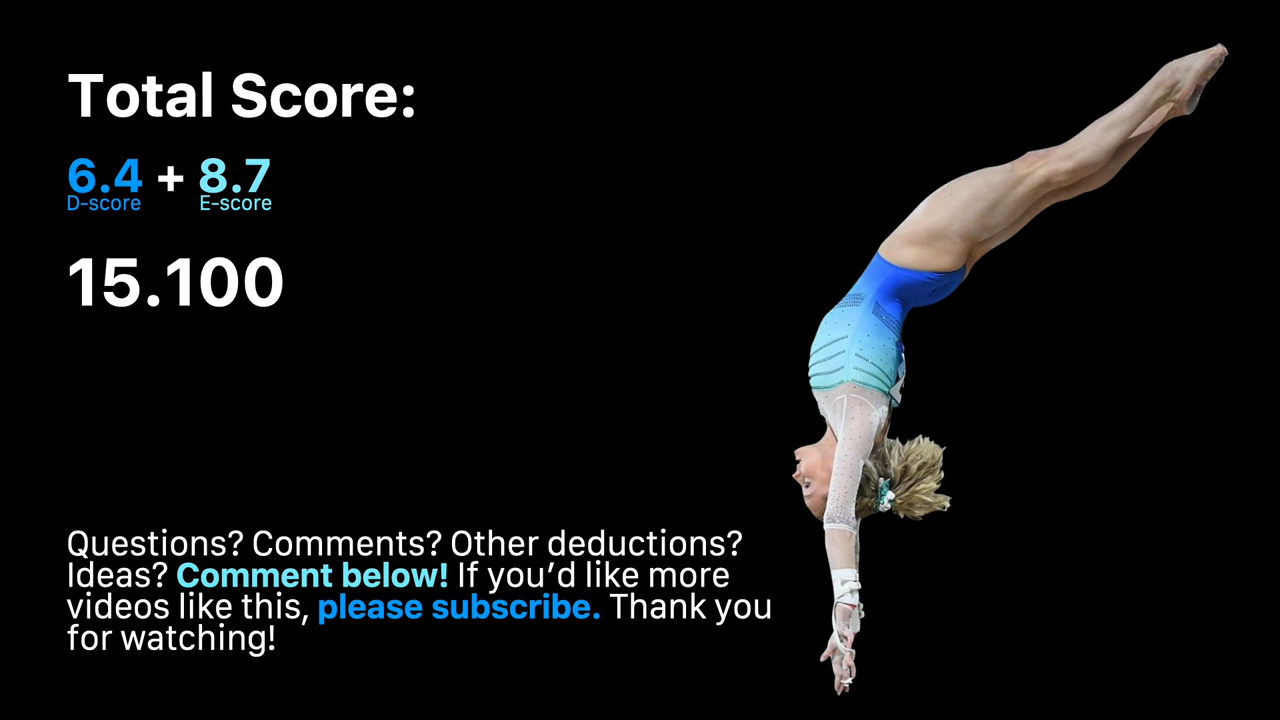 Total Score:
6.4 + 8.7
D-score E-score
15.100
Questions? Comments? Other deductions?
Ideas? Comment below! If you’d like more
videos like this, please subscribe. Thank you
for watching!